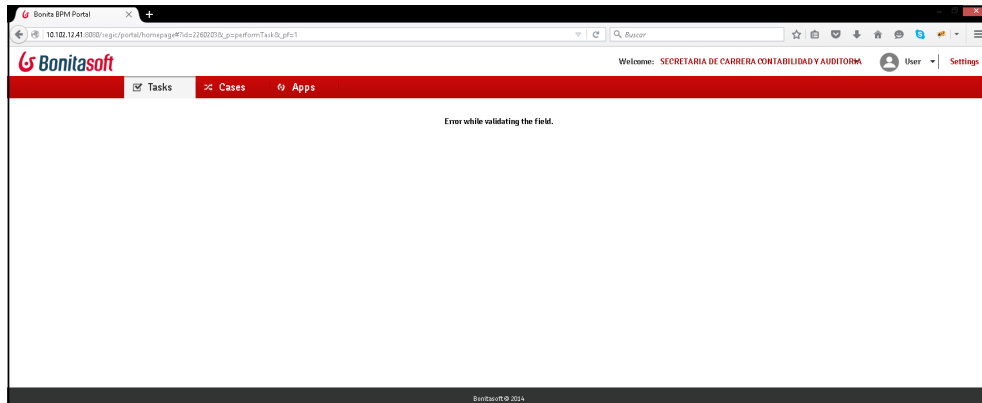 Bonita BPM Portal
10.102.12.41:8080/segic/portal/homepage#?id=2260203&_p=performTask&_pf=1
Buscar
Bonitasoft
Welcome: SECRETARIA DE CARRERA CONTABILIDAD Y AUDITORIA
User
Settings
Tasks
Cases
Apps
Error while validating the field.
Bonitasoft © 2014